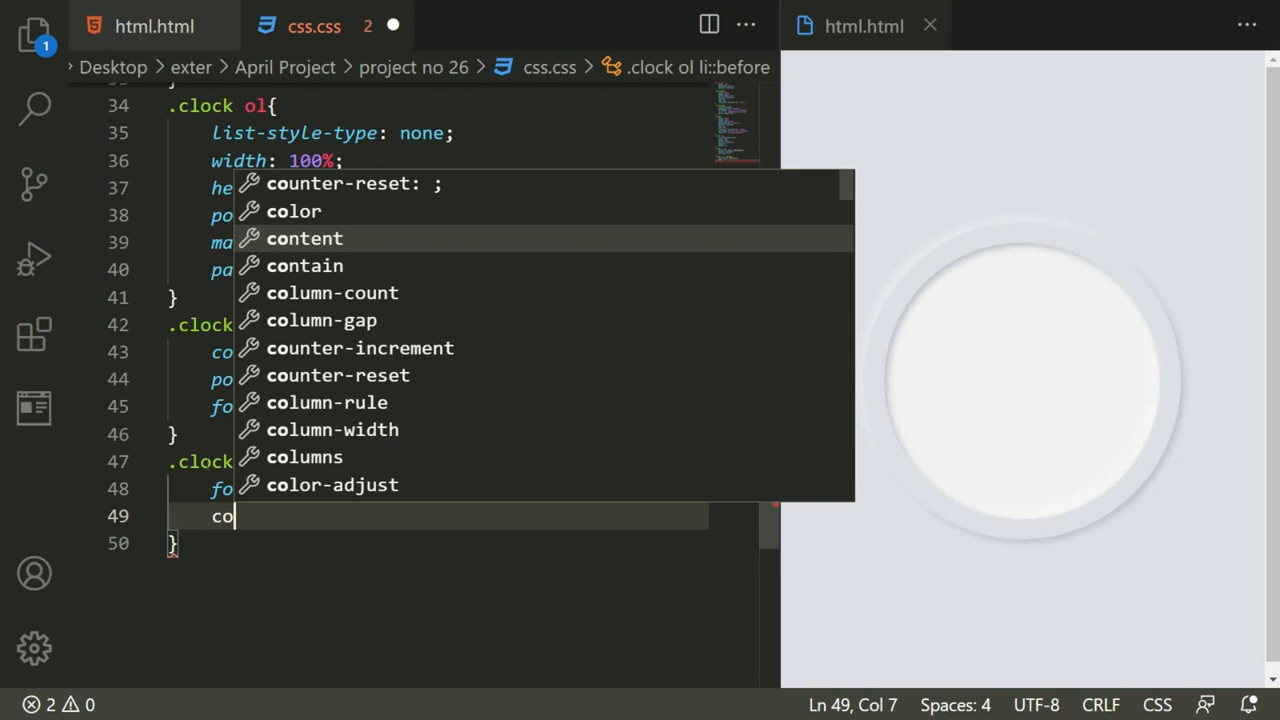 html.html
css.css 2
html.html
Desktop > exter > April Project > project no 26 > css.css > .clock ol li::before
34 .clock ol{
35 list-style-type: none;
36 width: 100%;
37 he
38 po
39 ma
40 pa
41 }
42 .clock
43 co
44 po
45 fo
46 }
47 .clock
48 fo
49 co
50 }
counter-reset: ;
color
content
contain
column-count
column-gap
counter-increment
counter-reset
column-rule
column-width
columns
color-adjust
1
2 0
Ln 49, Col 7 Spaces: 4 UTF-8 CRLF CSS